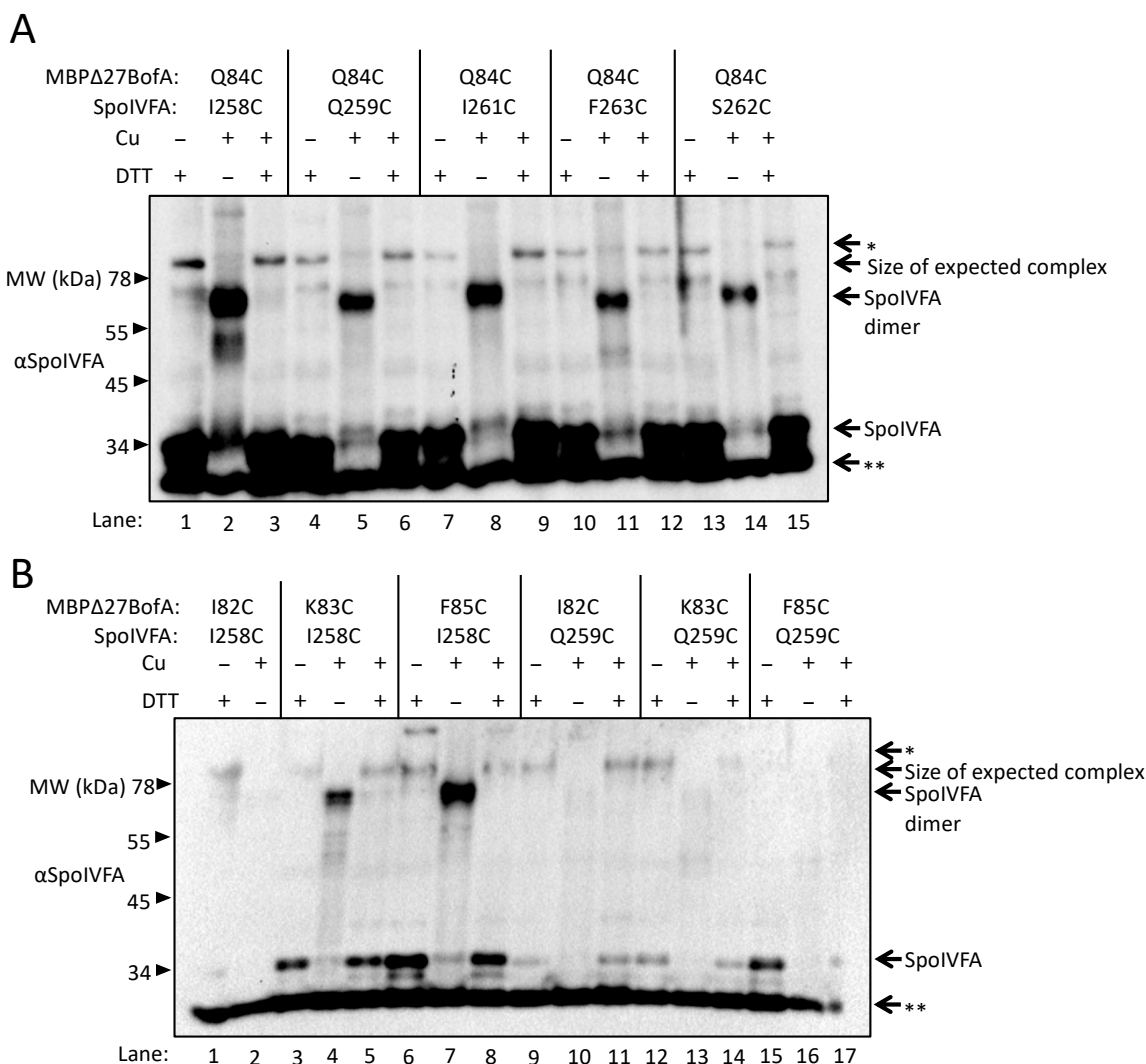 A
MBPΔ27BofA: Q84C Q84C Q84C Q84C Q84C
SpoIVFA: I258C Q259C I261C F263C S262C
Cu – + + – + + – + + – + + – + +
DTT + – + + – + + – + + – + + – +
*
Size of expected complex
MW (kDa) 78
SpoIVFA
dimer
55
αSpoIVFA
45
SpoIVFA
34
**
Lane: 1 2 3 4 5 6 7 8 9 10 11 12 13 14 15
B
MBPΔ27BofA: I82C K83C F85C I82C K83C F85C
SpoIVFA: I258C I258C I258C Q259C Q259C Q259C
Cu – + – + + – + + – + + – + + – + +
DTT + – + – + + – + + – + + – + + – +
*
Size of expected complex
MW (kDa) 78
SpoIVFA
dimer
55
αSpoIVFA
45
SpoIVFA
34
**
Lane: 1 2 3 4 5 6 7 8 9 10 11 12 13 14 15 16 17